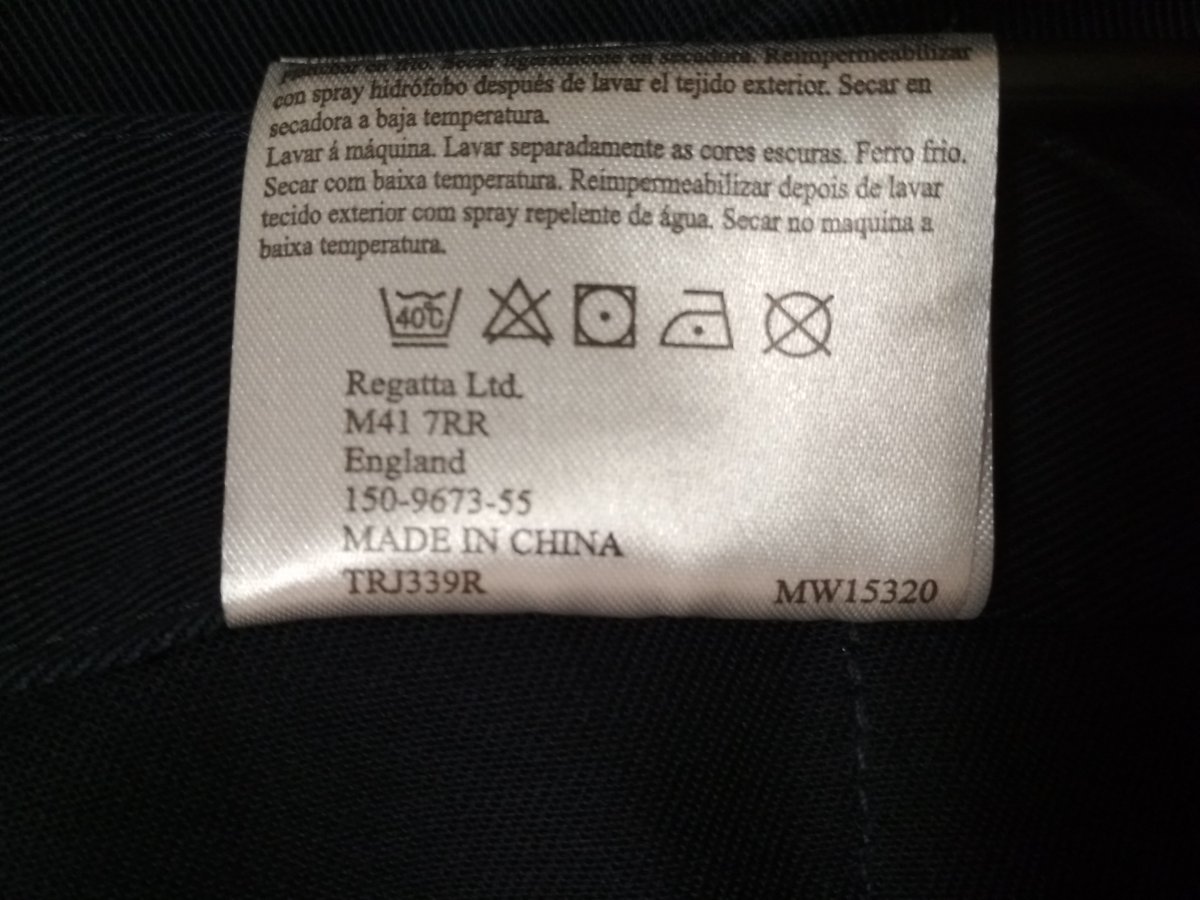 en secadora. Reimpermeabilizar
con spray hidrófobo después de lavar el tejido exterior. Secar en
secadora a baja temperatura.
Lavar á máquina. Lavar separadamente as cores escuras. Ferro frio.
Secar com baixa temperatura. Reimpermeabilizar depois de lavar
tecido exterior com spray repelente de água. Secar no maquina a
baixa temperatura.
40℃
Regatta Ltd.
M41 7RR
England
150-9673-55
MADE IN CHINA
TRJ339R MW15320